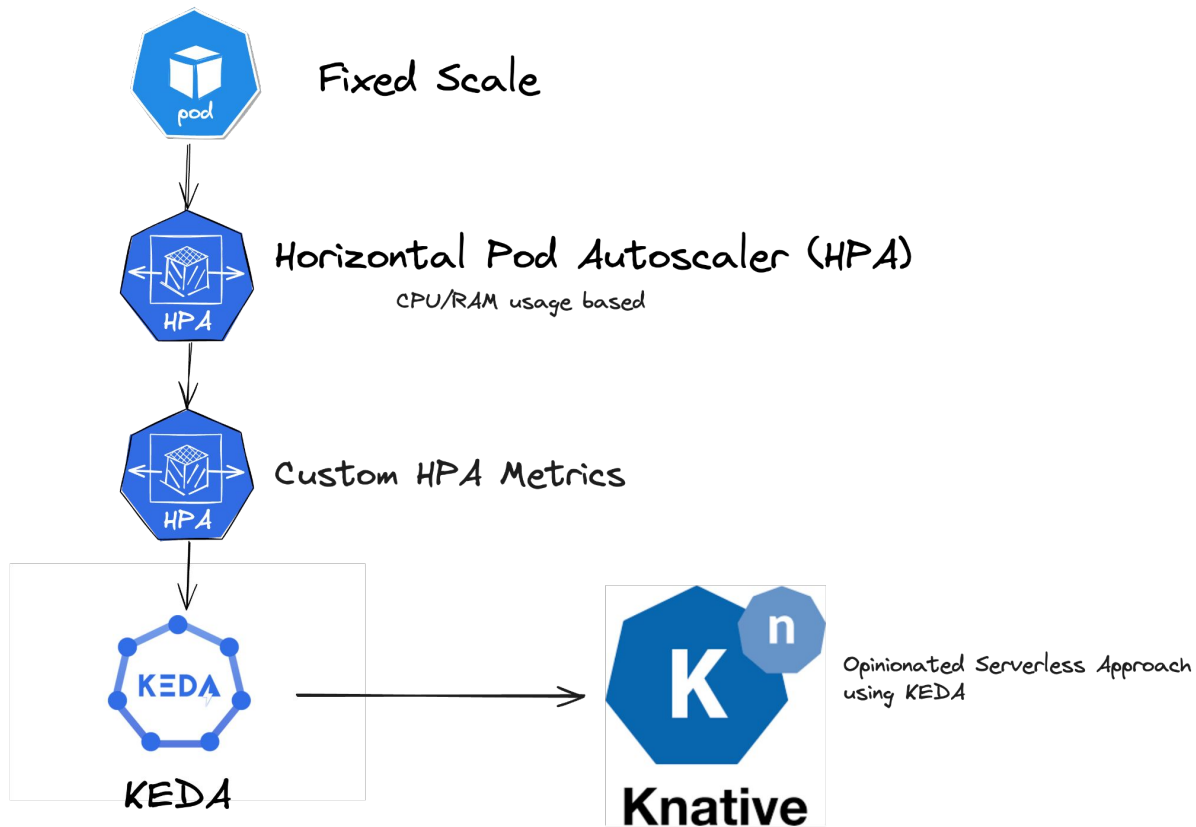 pod
Fixed Scale
HPA
Horizontal Pod Autoscaler (HPA)
CPU/RAM usage based
HPA
Custom HPA Metrics
KEDA
KEDA
K
n
Knative
Opinionated Serverless Approach
using KEDA